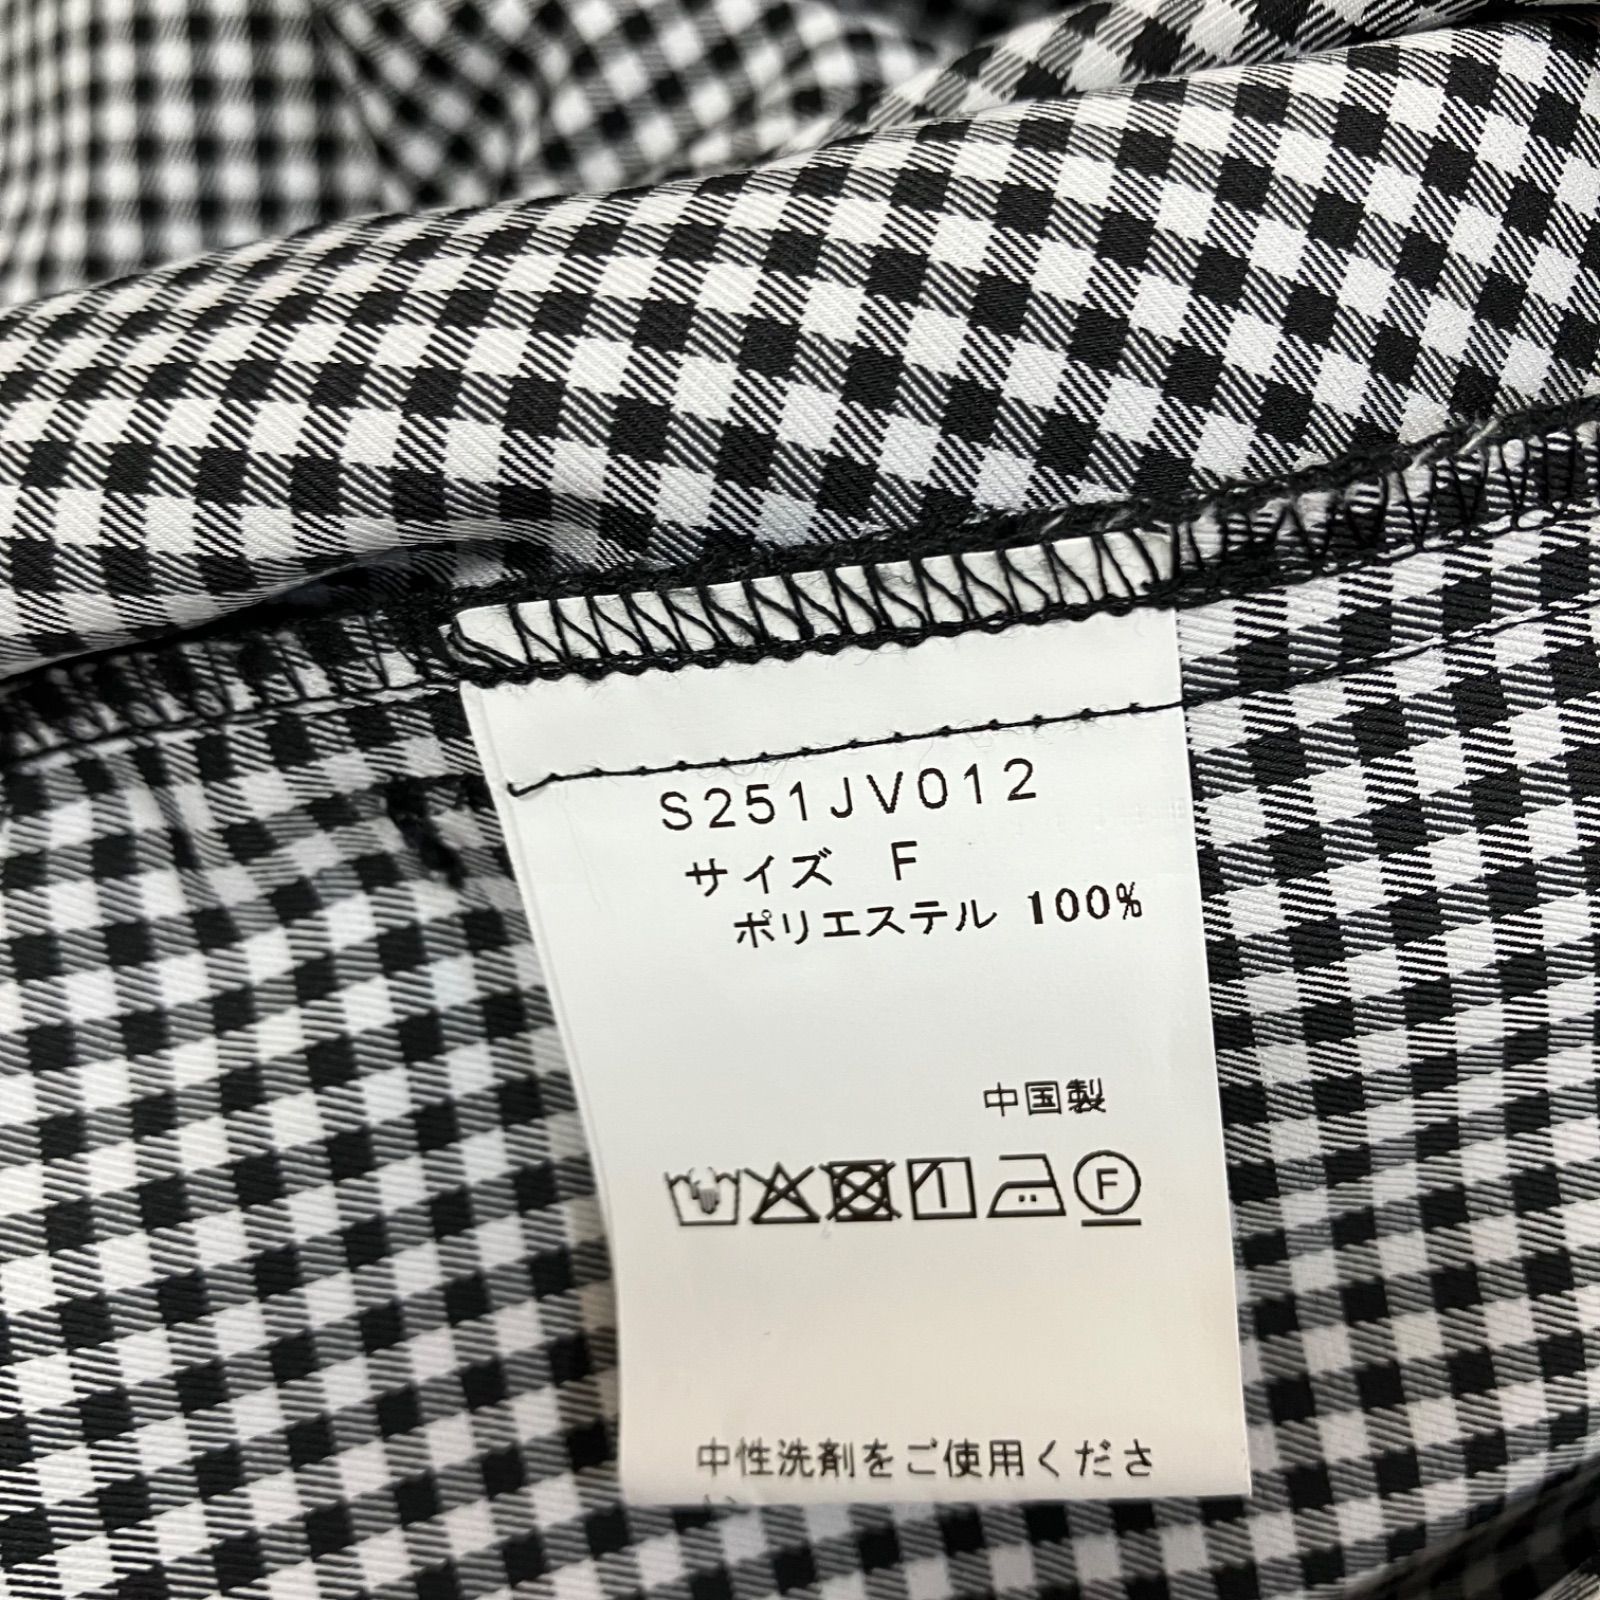 S251JV012
サイズ F
ポリエステル 100%
中国製
F
中性洗剤をご使用くださ